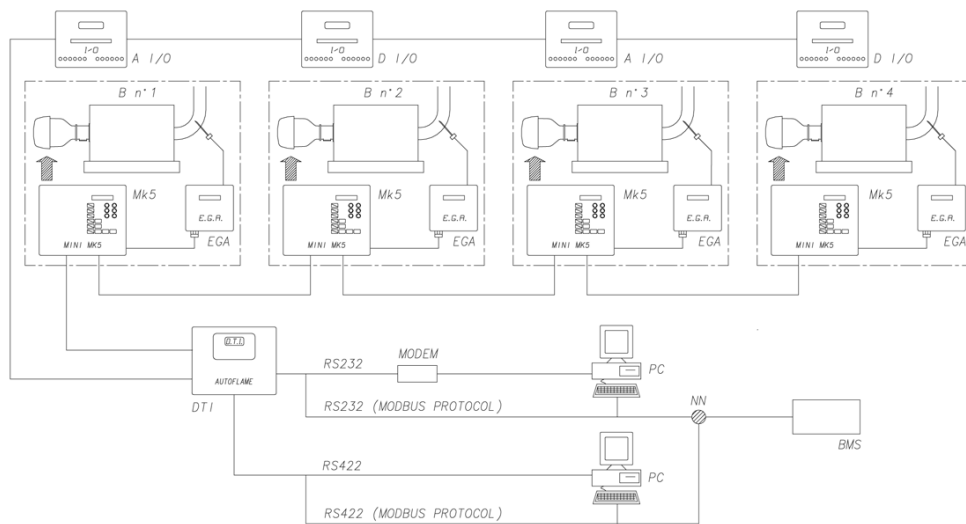 I/O I/O I/O I/O
A I/O D I/O A I/O D I/O
B n°1 B n°2 B n°3 B n°4
Mk5 Mk5 Mk5 Mk5
E.G.A. E.G.A. E.G.A. E.G.A.
MINI MK5 EGA MINI MK5 EGA MINI MK5 EGA MINI MK5 EGA
D.T.I.
MODEM
RS232
PC
AUTOFLAME
DTI
RS232 (MODBUS PROTOCOL)
NN
BMS
RS422
PC
RS422 (MODBUS PROTOCOL)